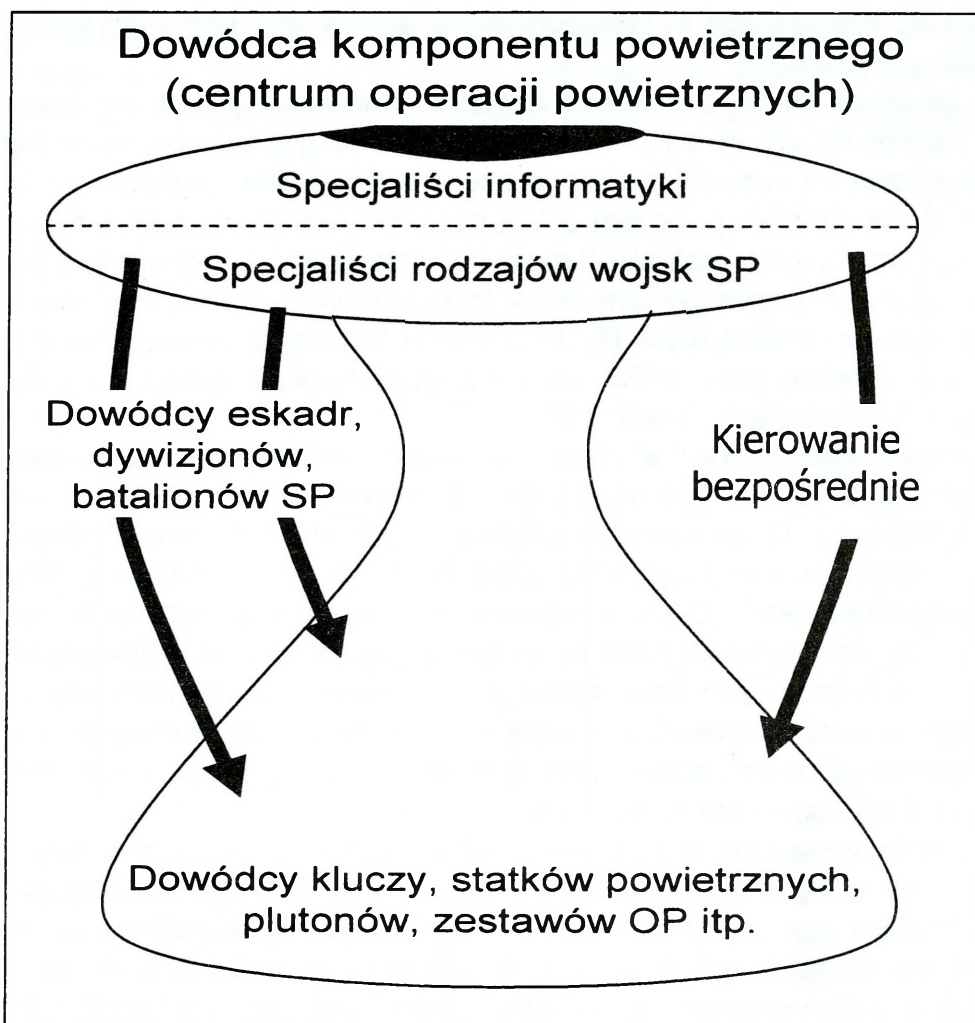 Dowódca komponentu powietrznego
(centrum operacji powietrznych)
Specjaliści informatyki
Specjaliści rodzajów wojsk SP
Dowódcy eskadr,
dywizjonów,
batalionów SP
Kierowanie
bezpośrednie
Dowódcy kluczy, statków powietrznych,
plutonów, zestawów OP itp.